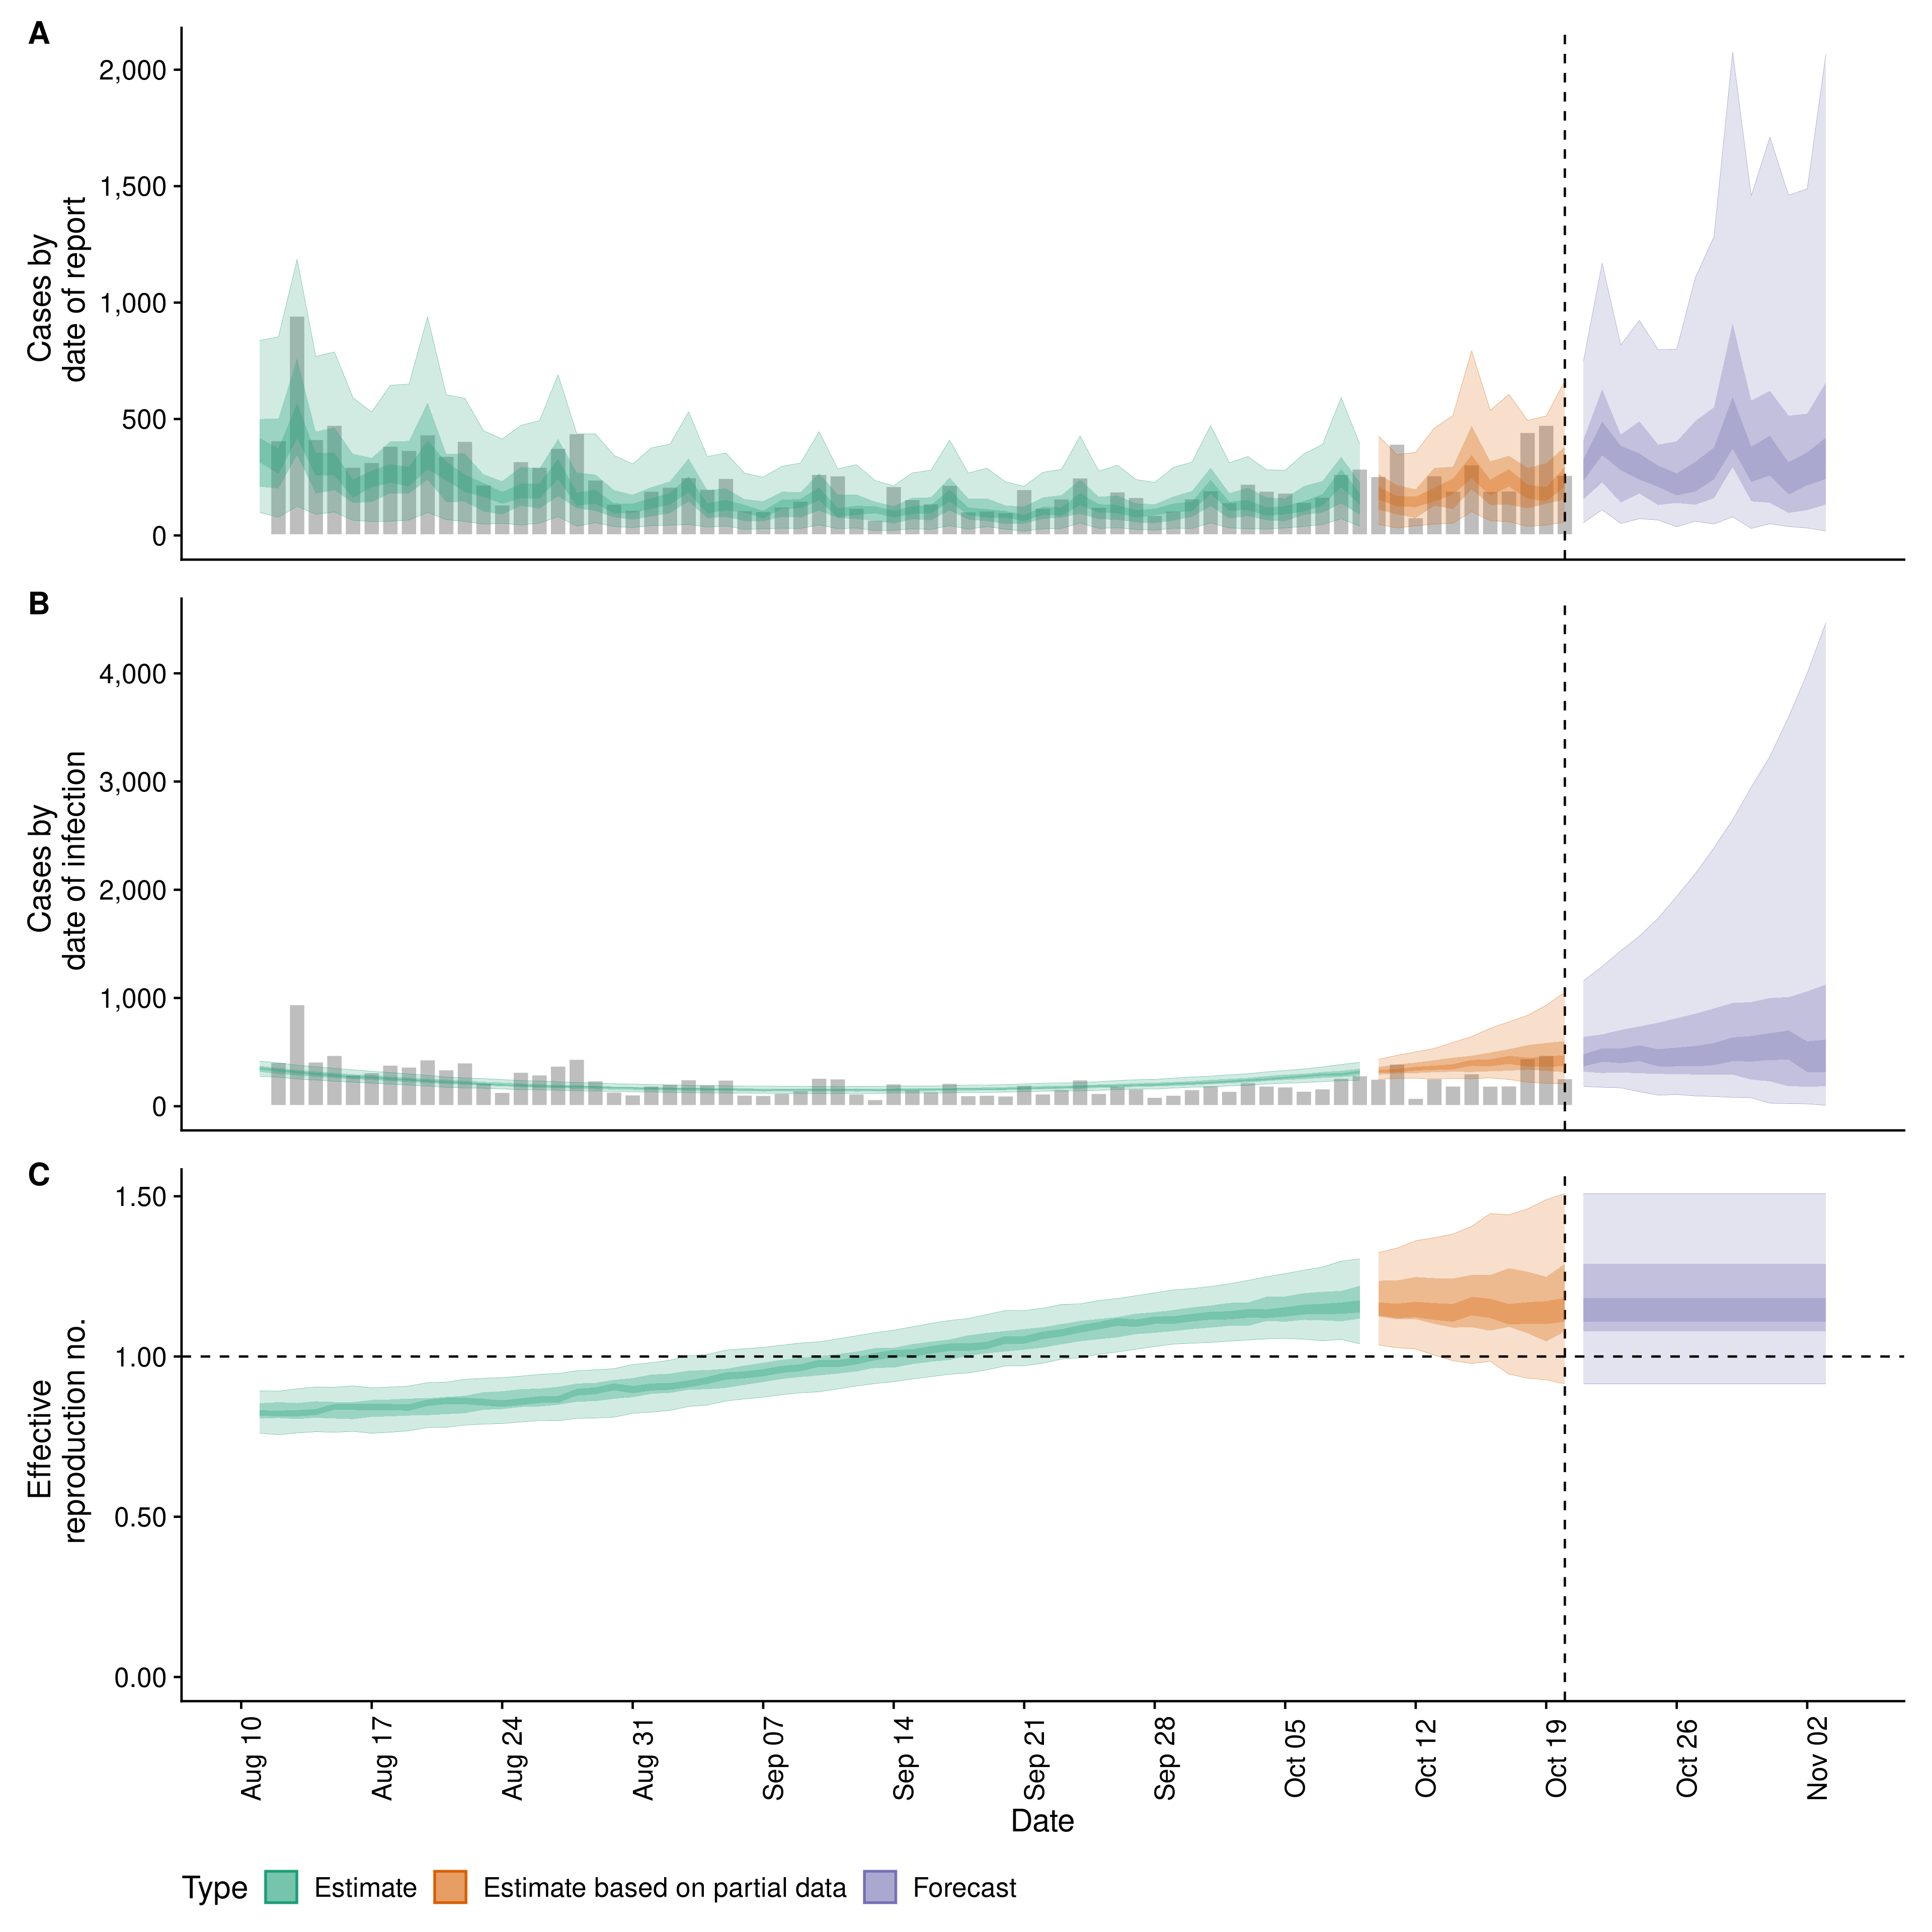 A
Cases by
date of report
2,000
1,500
1,000
500
0
B
Cases by
date of infection
4,000
3,000
2,000
1,000
0
C
Effective
reproduction no.
1.50
1.00
0.50
0.00
Aug 10
Aug 17
Aug 24
Aug 31
Sep 07
Sep 14
Sep 21
Sep 28
Oct 05
Oct 12
Oct 19
Oct 26
Nov 02
Date
Type Estimate Estimate based on partial data Forecast